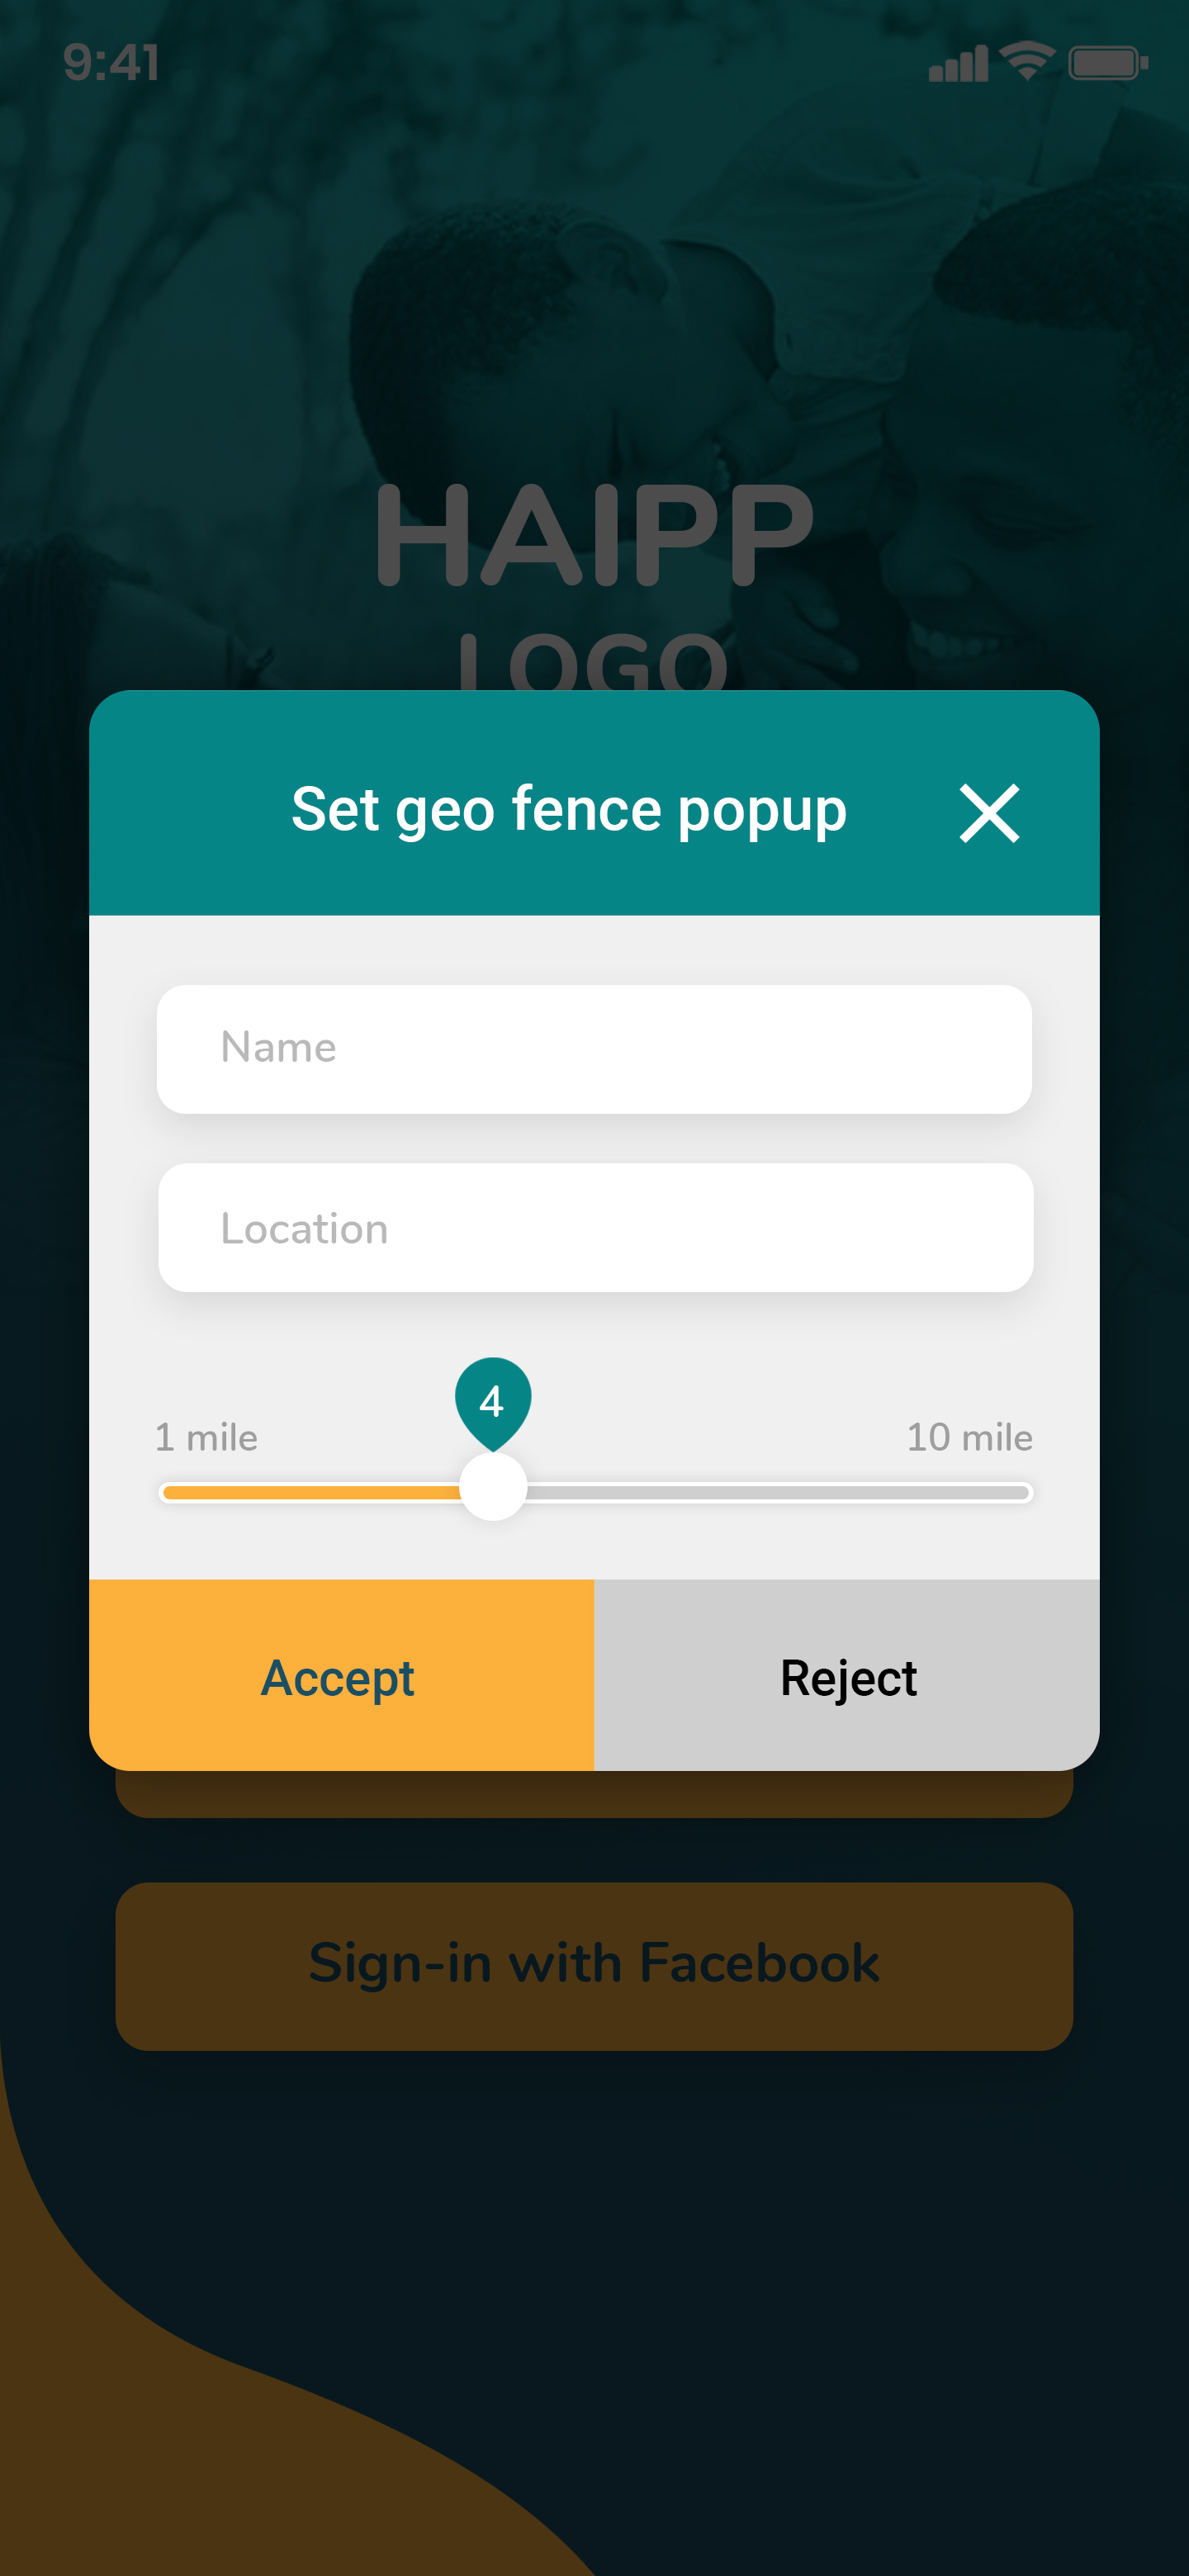 9:41
HAIPP
LOGO
Set geo fence popup
Name
Location
4
1 mile
10 mile
Accept
Reject
Sign-in with Facebook